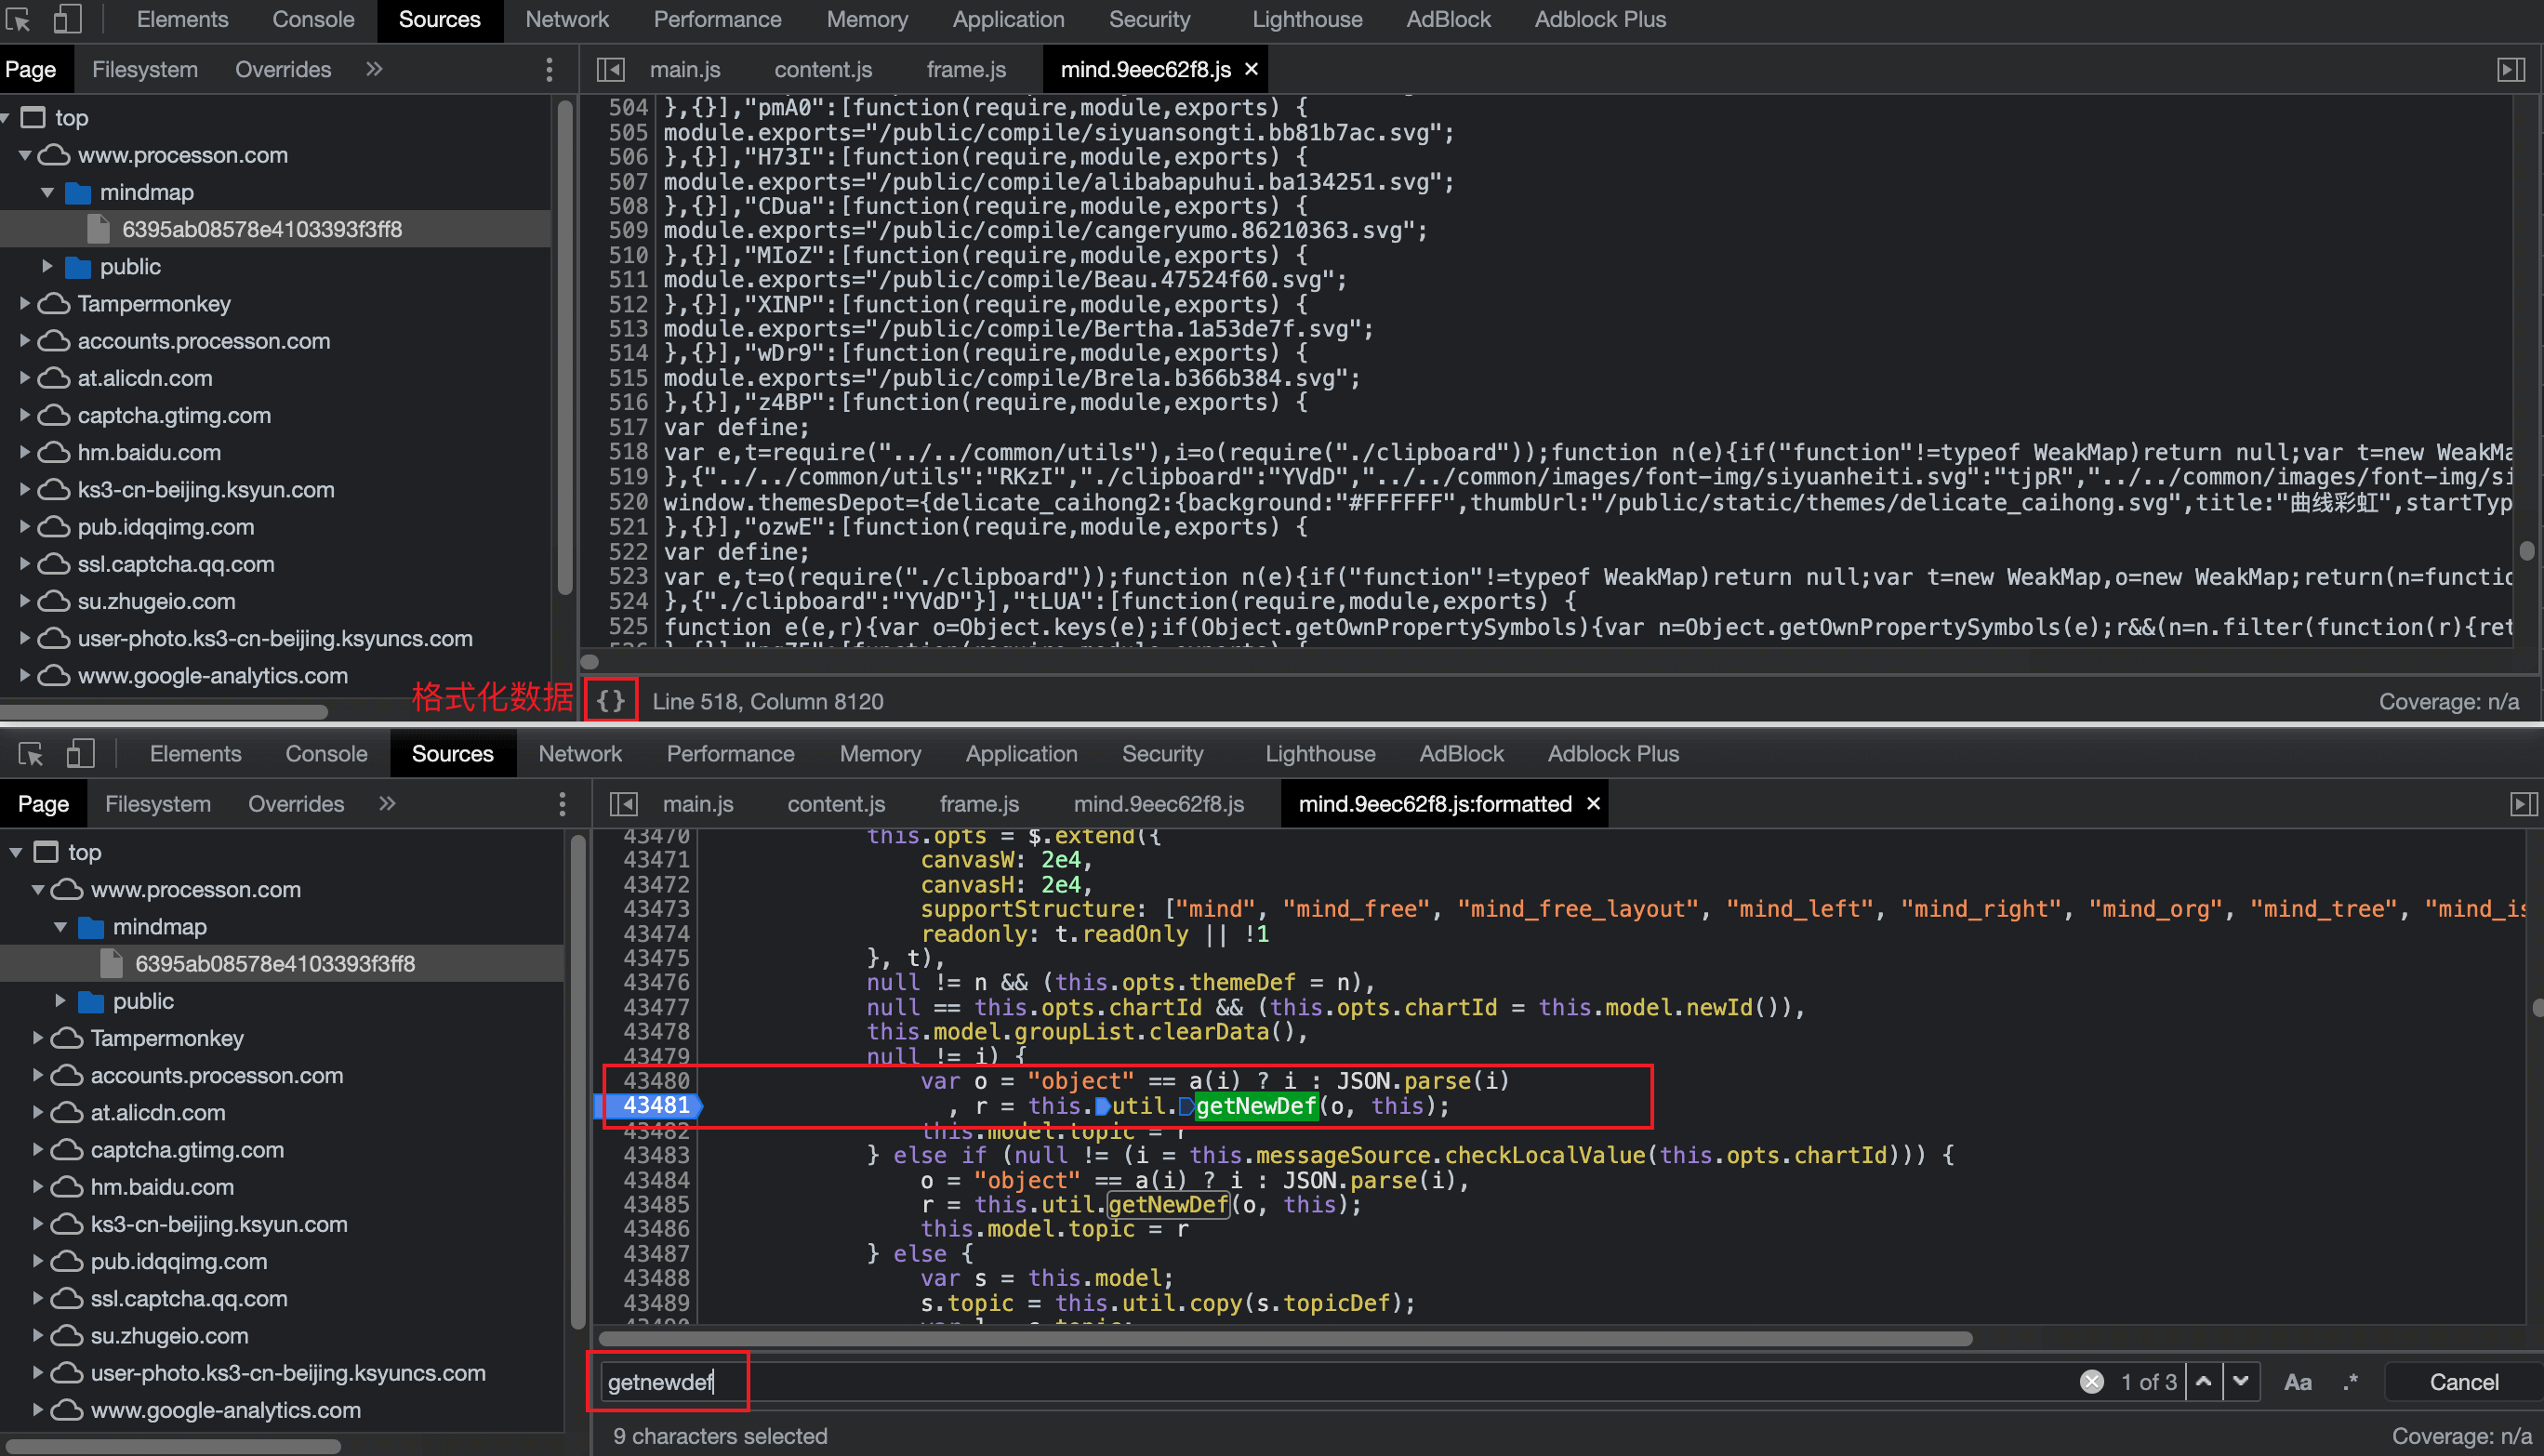 Elements Console Sources Network Performance Memory Application Security Lighthouse AdBlock Adblock Plus
Page Filesystem Overrides »
main.js content.js frame.js mind.9eec62f8.js ×
top
www.processon.com
mindmap
6395ab08578e4103393f3ff8
public
Tampermonkey
accounts.processon.com
at.alicdn.com
captcha.gtimg.com
hm.baidu.com
ks3-cn-beijing.ksyun.com
pub.idqqimg.com
ssl.captcha.qq.com
su.zhugeio.com
user-photo.ks3-cn-beijing.ksyuncs.com
www.google-analytics.com
504 },{}],"pmA0":[function(require,module,exports) {
505 module.exports="/public/compile/siyuansongti.bb81b7ac.svg";
506 },{}],"H73I":[function(require,module,exports) {
507 module.exports="/public/compile/alibabapuhui.ba134251.svg";
508 },{}],"CDua":[function(require,module,exports) {
509 module.exports="/public/compile/cangeryumo.86210363.svg";
510 },{}],"MIoZ":[function(require,module,exports) {
511 module.exports="/public/compile/Beau.47524f60.svg";
512 },{}],"XINP":[function(require,module,exports) {
513 module.exports="/public/compile/Bertha.1a53de7f.svg";
514 },{}],"wDr9":[function(require,module,exports) {
515 module.exports="/public/compile/Brela.b366b384.svg";
516 },{}],"z4BP":[function(require,module,exports) {
517 var define;
518 var e,t=require("../../common/utils"),i=o(require("./clipboard"));function n(e){if("function"!=typeof WeakMap)return null;var t=new WeakMa
519 },{"../../common/utils":"RKzI","./clipboard":"YVdD","../../common/images/font-img/siyuanheiti.svg":"tjpR","../../common/images/font-img/si
520 window.themesDepot={delicate_caihong2:{background:"#FFFFFF",thumbUrl:"/public/static/themes/delicate_caihong.svg",title:"曲线彩虹",startTyp
521 },{}],"ozwE":[function(require,module,exports) {
522 var define;
523 var e,t=o(require("./clipboard"));function n(e){if("function"!=typeof WeakMap)return null;var t=new WeakMap,o=new WeakMap;return(n=functio
524 },{"./clipboard":"YVdD"}],"tLUA":[function(require,module,exports) {
525 function e(e,r){var o=Object.keys(e);if(Object.getOwnPropertySymbols){var n=Object.getOwnPropertySymbols(e);r&&(n=n.filter(function(r){ret
格式化数据 {} Line 518, Column 8120 Coverage: n/a
Elements Console Sources Network Performance Memory Application Security Lighthouse AdBlock Adblock Plus
Page Filesystem Overrides »
main.js content.js frame.js mind.9eec62f8.js mind.9eec62f8.js:formatted ×
top
www.processon.com
mindmap
6395ab08578e4103393f3ff8
public
Tampermonkey
accounts.processon.com
at.alicdn.com
captcha.gtimg.com
hm.baidu.com
ks3-cn-beijing.ksyun.com
pub.idqqimg.com
ssl.captcha.qq.com
su.zhugeio.com
user-photo.ks3-cn-beijing.ksyuncs.com
www.google-analytics.com
43470 this.opts = $.extend({
43471 canvasW: 2e4,
43472 canvasH: 2e4,
43473 supportStructure: ["mind", "mind_free", "mind_free_layout", "mind_left", "mind_right", "mind_org", "mind_tree", "mind_is
43474 readonly: t.readOnly || !1
43475 }, t),
43476 null != n && (this.opts.themeDef = n),
43477 null == this.opts.chartId && (this.opts.chartId = this.model.newId()),
43478 this.model.groupList.clearData(),
43479 null != i) {
43480 var o = "object" == a(i) ? i : JSON.parse(i)
43481 , r = this.util.getNewDef(o, this);
43482 this.model.topic = r
43483 } else if (null != (i = this.messageSource.checkLocalValue(this.opts.chartId))) {
43484 o = "object" == a(i) ? i : JSON.parse(i),
43485 r = this.util.getNewDef(o, this);
43486 this.model.topic = r
43487 } else {
43488 var s = this.model;
43489 s.topic = this.util.copy(s.topicDef);
getnewdef 1 of 3 Aa .* Cancel
9 characters selected Coverage: n/a